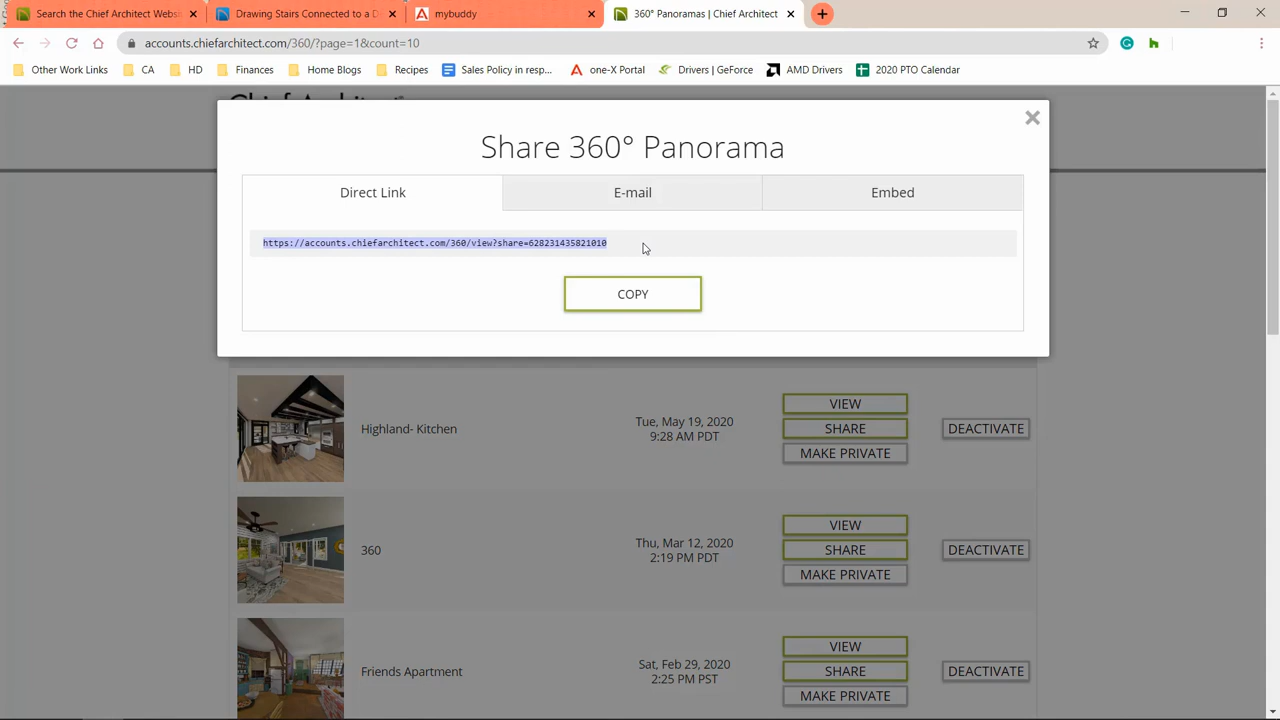 Search the Chief Architect Websi
Drawing Stairs Connected to a D
mybuddy
360° Panoramas | Chief Architect
accounts.chiefarchitect.com/360/?page=1&count=10
Other Work Links
CA
HD
Finances
Home Blogs
Recipes
Sales Policy in resp...
one-X Portal
Drivers | GeForce
AMD Drivers
2020 PTO Calendar
Share 360° Panorama
Direct Link
E-mail
Embed
https://accounts.chiefarchitect.com/360/view?share=628231435821010
COPY
Highland- Kitchen
Tue, May 19, 2020
9:28 AM PDT
VIEW
SHARE
MAKE PRIVATE
DEACTIVATE
360
Thu, Mar 12, 2020
2:19 PM PDT
VIEW
SHARE
MAKE PRIVATE
DEACTIVATE
Friends Apartment
Sat, Feb 29, 2020
2:25 PM PST
VIEW
SHARE
MAKE PRIVATE
DEACTIVATE